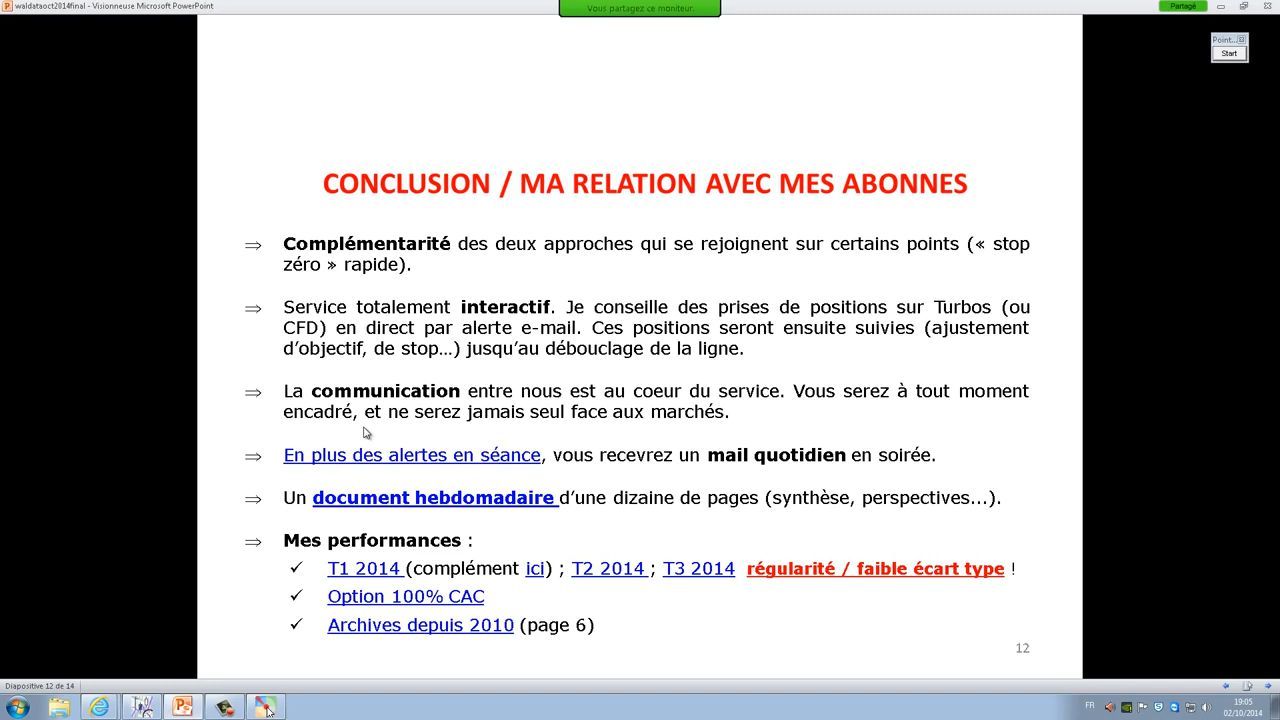 waldataoct2014final - Visionneuse Microsoft PowerPoint
Vous partagez ce moniteur.
Partagé
Point...
Start
CONCLUSION / MA RELATION AVEC MES ABONNES
⇒ Complémentarité des deux approches qui se rejoignent sur certains points (« stop
zéro » rapide).
⇒ Service totalement interactif. Je conseille des prises de positions sur Turbos (ou
CFD) en direct par alerte e-mail. Ces positions seront ensuite suivies (ajustement
d’objectif, de stop…) jusqu’au débouclage de la ligne.
⇒ La communication entre nous est au coeur du service. Vous serez à tout moment
encadré, et ne serez jamais seul face aux marchés.
⇒ En plus des alertes en séance, vous recevrez un mail quotidien en soirée.
⇒ Un document hebdomadaire d’une dizaine de pages (synthèse, perspectives...).
⇒ Mes performances :
✓ T1 2014 (complément ici) ; T2 2014 ; T3 2014 régularité / faible écart type !
✓ Option 100% CAC
✓ Archives depuis 2010 (page 6)
12
Diapositive 12 de 14
FR
19:05
02/10/2014